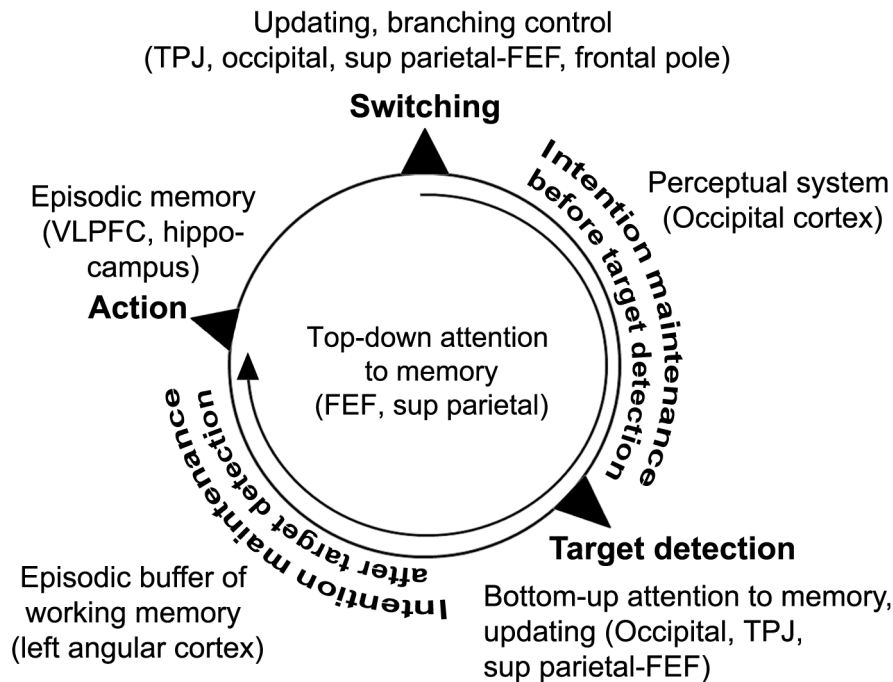 Updating, branching control
(TPJ, occipital, sup parietal-FEF, frontal pole)
Switching
Intention maintenance
before target detection
Perceptual system
(Occipital cortex)
Episodic memory
(VLPFC, hippo-
campus)
Action
Top-down attention
to memory
(FEF, sup parietal)
Target detection
Bottom-up attention to memory,
updating (Occipital, TPJ,
sup parietal-FEF)
Intention maintenance
after target detection
Episodic buffer of
working memory
(left angular cortex)